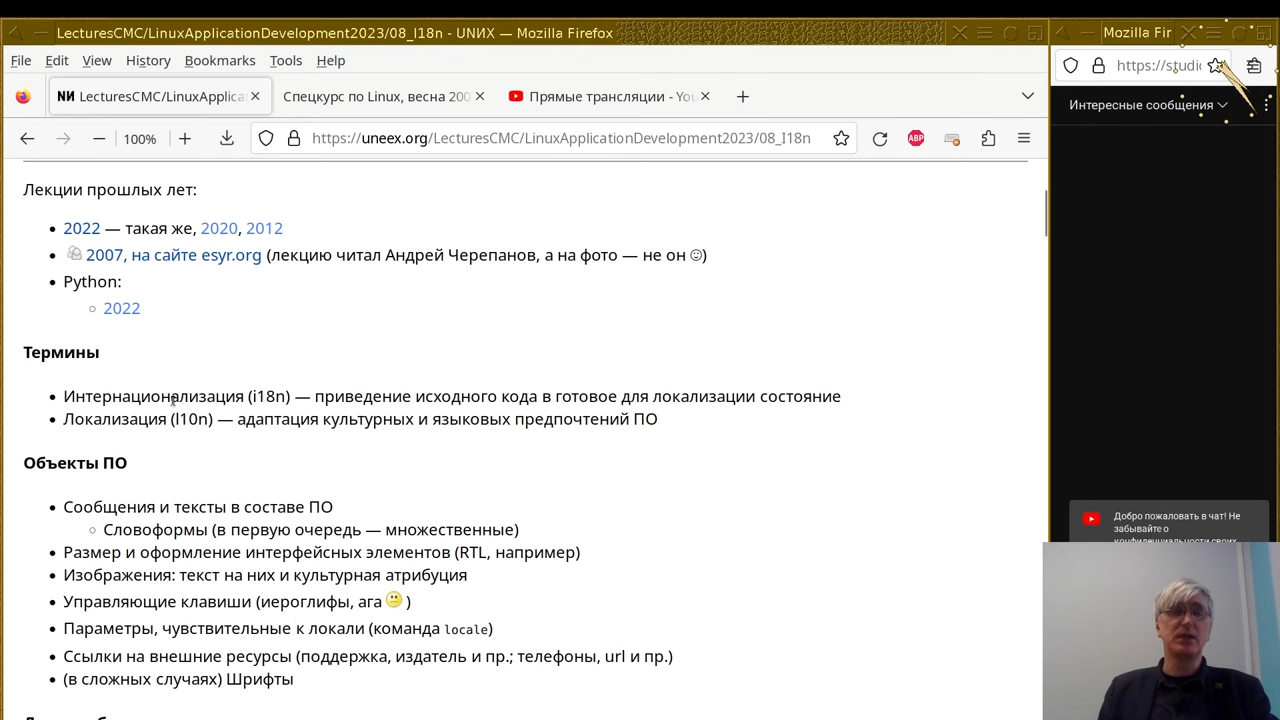 LecturesCMC/LinuxApplicationDevelopment2023/08_I18n - UNИX — Mozilla Firefox
Mozilla Fir
File Edit View History Bookmarks Tools Help
https://studi
NИ LecturesCMC/LinuxApplica
Спецкурс по Linux, весна 200
Прямые трансляции - You
Интересные сообщения
100%
https://uneex.org/LecturesCMC/LinuxApplicationDevelopment2023/08_I18n
ABP
Лекции прошлых лет:
2022 — такая же, 2020, 2012
2007, на сайте esyr.org (лекцию читал Андрей Черепанов, а на фото — не он ☺)
Python:
2022
Термины
Интернационализация (i18n) — приведение исходного кода в готовое для локализации состояние
Локализация (l10n) — адаптация культурных и языковых предпочтений ПО
Объекты ПО
Сообщения и тексты в составе ПО
Словоформы (в первую очередь — множественные)
Размер и оформление интерфейсных элементов (RTL, например)
Изображения: текст на них и культурная атрибуция
Управляющие клавиши (иероглифы, ага 😕 )
Параметры, чувствительные к локали (команда locale)
Ссылки на внешние ресурсы (поддержка, издатель и пр.; телефоны, url и пр.)
(в сложных случаях) Шрифты
Добро пожаловать в чат! Не
забывайте о